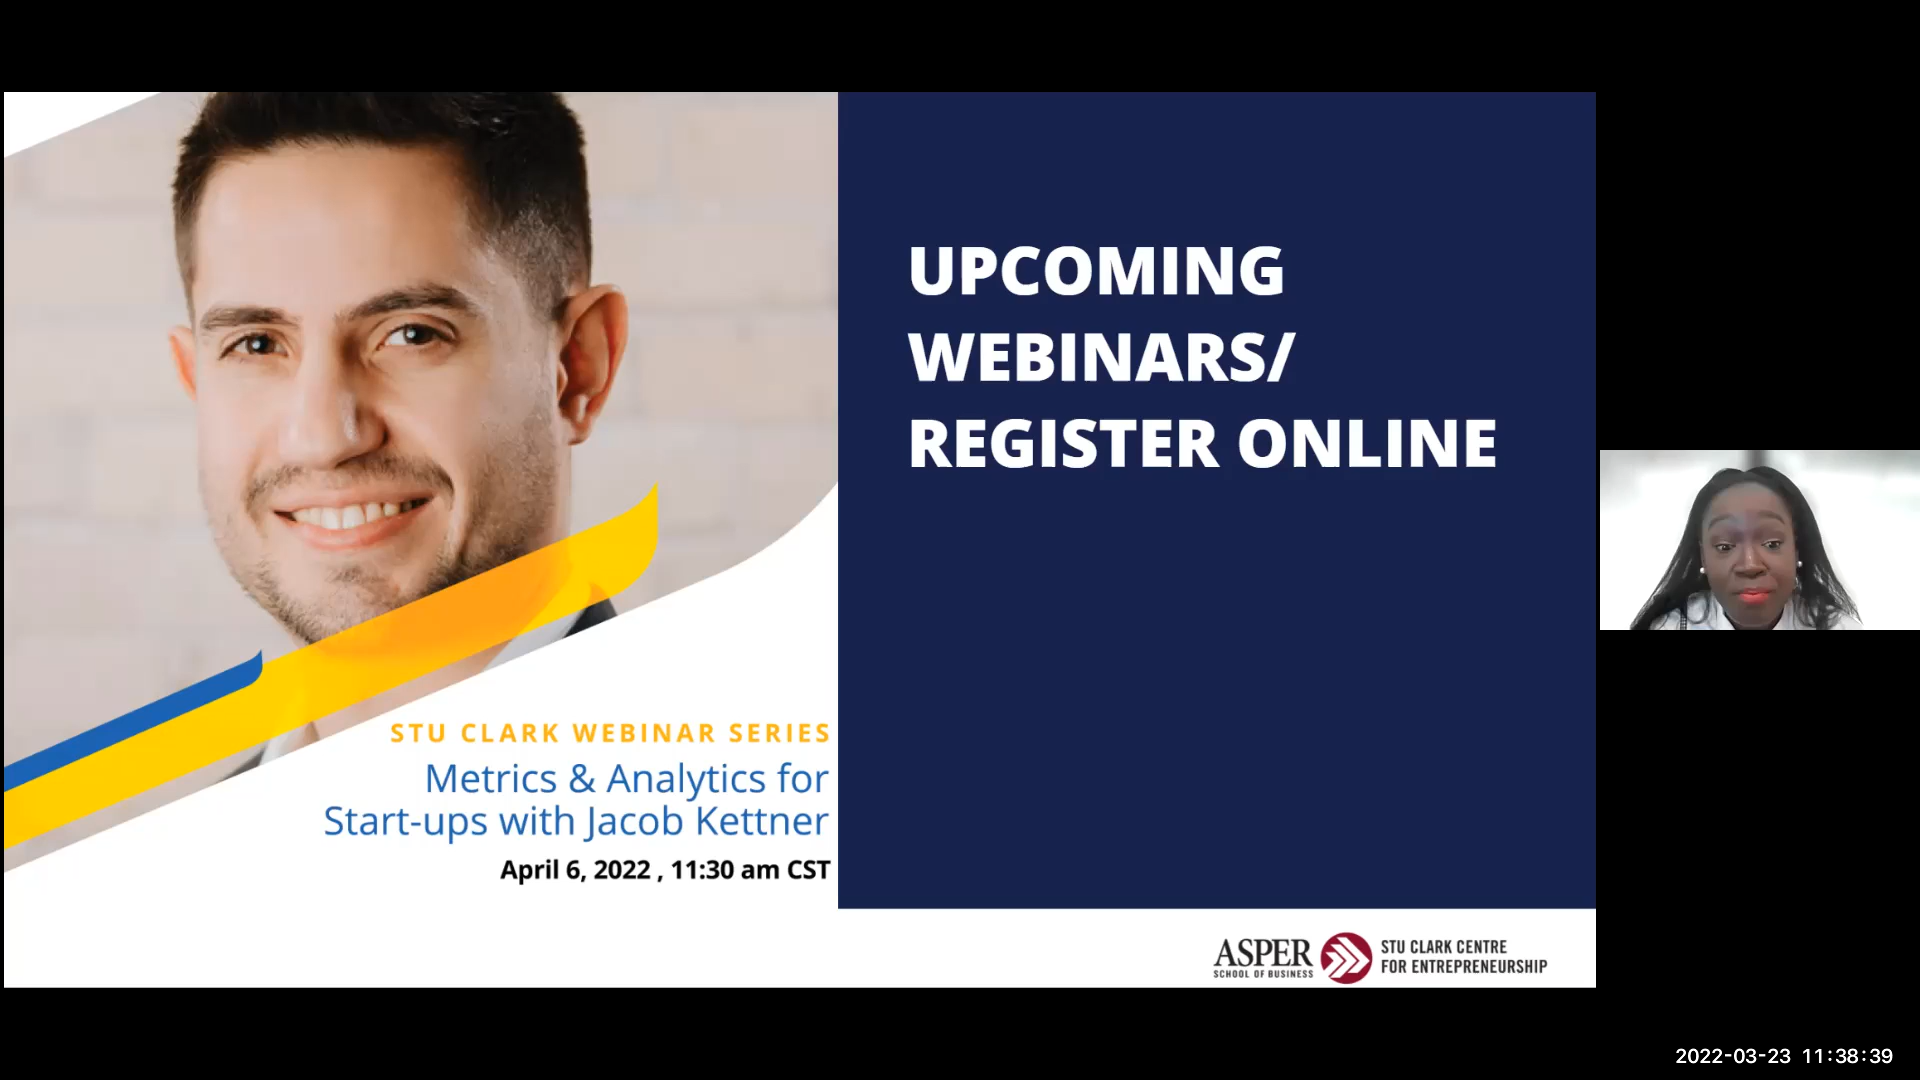 UPCOMING
WEBINARS/
REGISTER ONLINE
STU CLARK WEBINAR SERIES
Metrics & Analytics for
Start-ups with Jacob Kettner
April 6, 2022 , 11:30 am CST
ASPER
SCHOOL OF BUSINESS
STU CLARK CENTRE
FOR ENTREPRENEURSHIP
2022-03-23 11:38:39